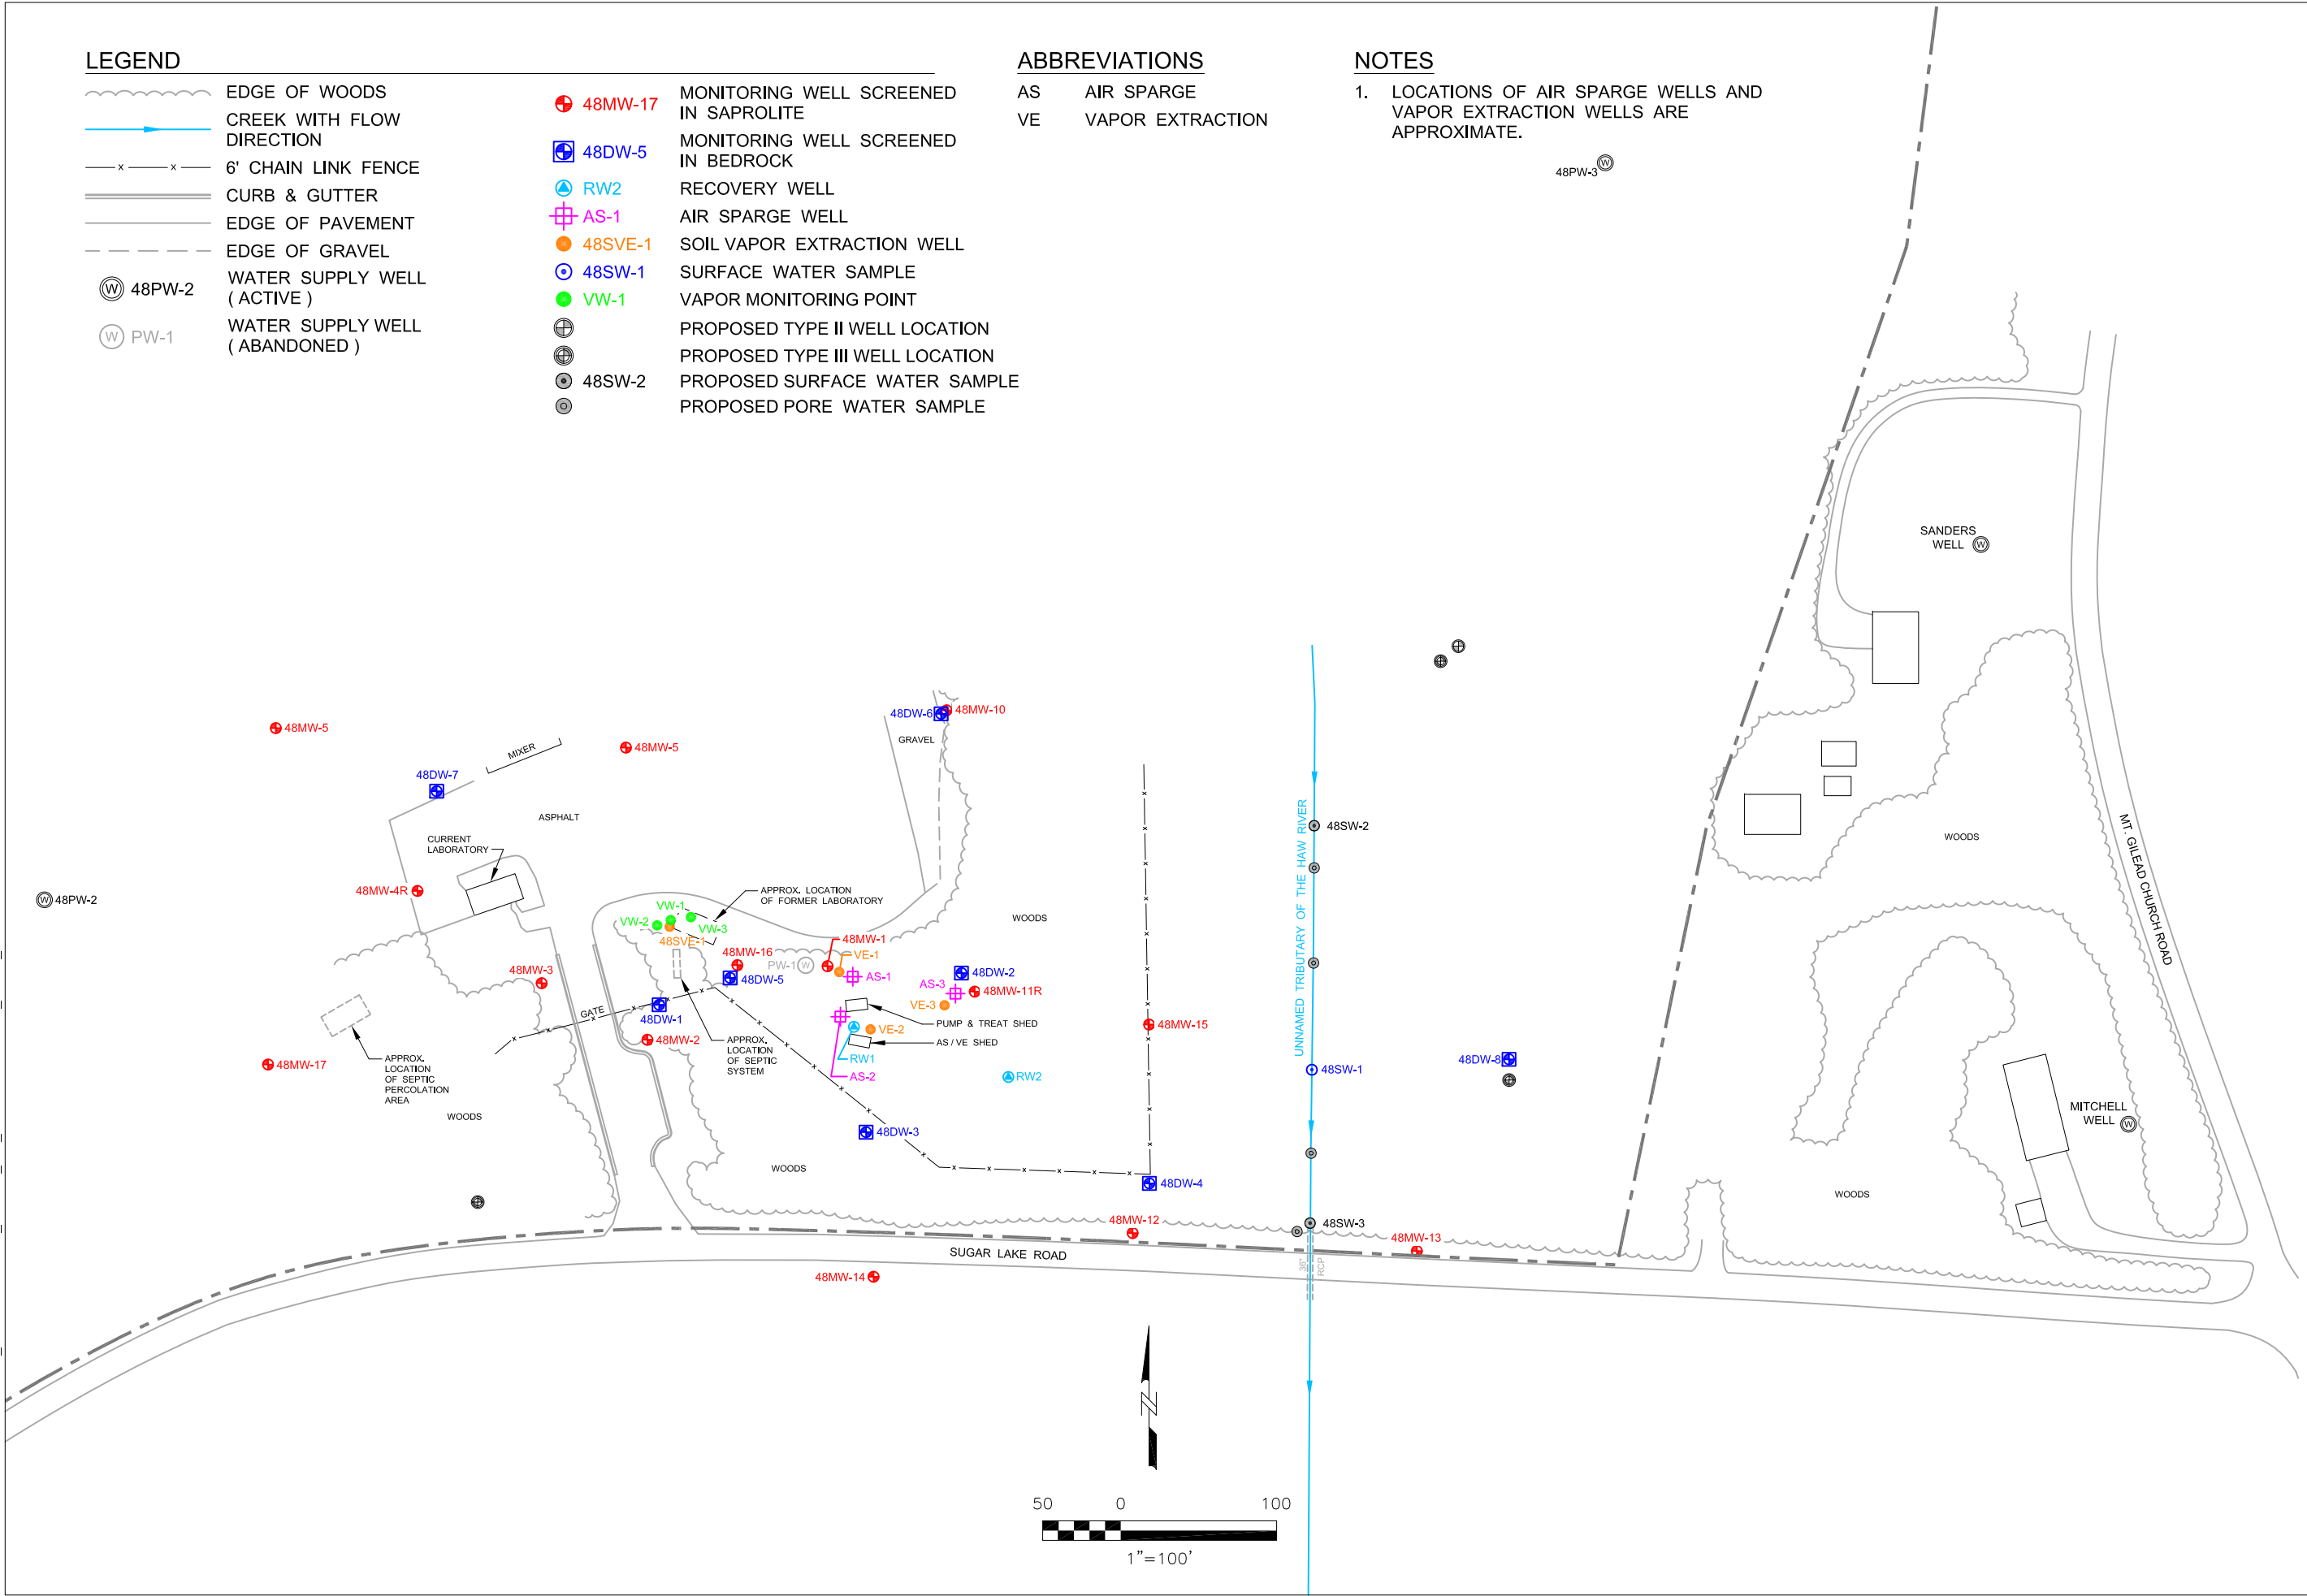 LEGEND
EDGE OF WOODS
CREEK WITH FLOW
DIRECTION
6' CHAIN LINK FENCE
CURB & GUTTER
EDGE OF PAVEMENT
EDGE OF GRAVEL
W 48PW-2
WATER SUPPLY WELL
( ACTIVE )
W PW-1
WATER SUPPLY WELL
( ABANDONED )
48MW-17
MONITORING WELL SCREENED
IN SAPROLITE
48DW-5
MONITORING WELL SCREENED
IN BEDROCK
RW2 RECOVERY WELL
AS-1 AIR SPARGE WELL
48SVE-1 SOIL VAPOR EXTRACTION WELL
48SW-1 SURFACE WATER SAMPLE
VW-1 VAPOR MONITORING POINT
PROPOSED TYPE II WELL LOCATION
PROPOSED TYPE III WELL LOCATION
48SW-2 PROPOSED SURFACE WATER SAMPLE
PROPOSED PORE WATER SAMPLE
ABBREVIATIONS
AS AIR SPARGE
VE VAPOR EXTRACTION
NOTES
1. LOCATIONS OF AIR SPARGE WELLS AND
VAPOR EXTRACTION WELLS ARE
APPROXIMATE.
48PW-3 W
SANDERS
WELL W
48MW-5
MIXER
48MW-5
48DW-6
48MW-10
GRAVEL
48DW-7
ASPHALT
CURRENT
LABORATORY
48MW-4R
W 48PW-2
APPROX. LOCATION
OF FORMER LABORATORY
VW-1
VW-2
VW-3
48SVE-1
WOODS
48MW-16
PW-1 W
48MW-1
VE-1
AS-1
48DW-5
48DW-2
AS-3
48MW-11R
VE-3
48MW-3
GATE
48DW-1
48MW-2
APPROX.
LOCATION
OF SEPTIC
SYSTEM
PUMP & TREAT SHED
VE-2
AS / VE SHED
RW1
AS-2
RW2
48MW-15
48MW-17
APPROX.
LOCATION
OF SEPTIC
PERCOLATION
AREA
WOODS
48DW-3
WOODS
48DW-4
48MW-12
UNNAMED TRIBUTARY OF THE HAW RIVER
48SW-2
48SW-1
48SW-3
48DW-8
48MW-13
36"
RCP
WOODS
MT. GILEAD CHURCH ROAD
MITCHELL
WELL W
WOODS
SUGAR LAKE ROAD
48MW-14
N
50 0 100
1"=100'